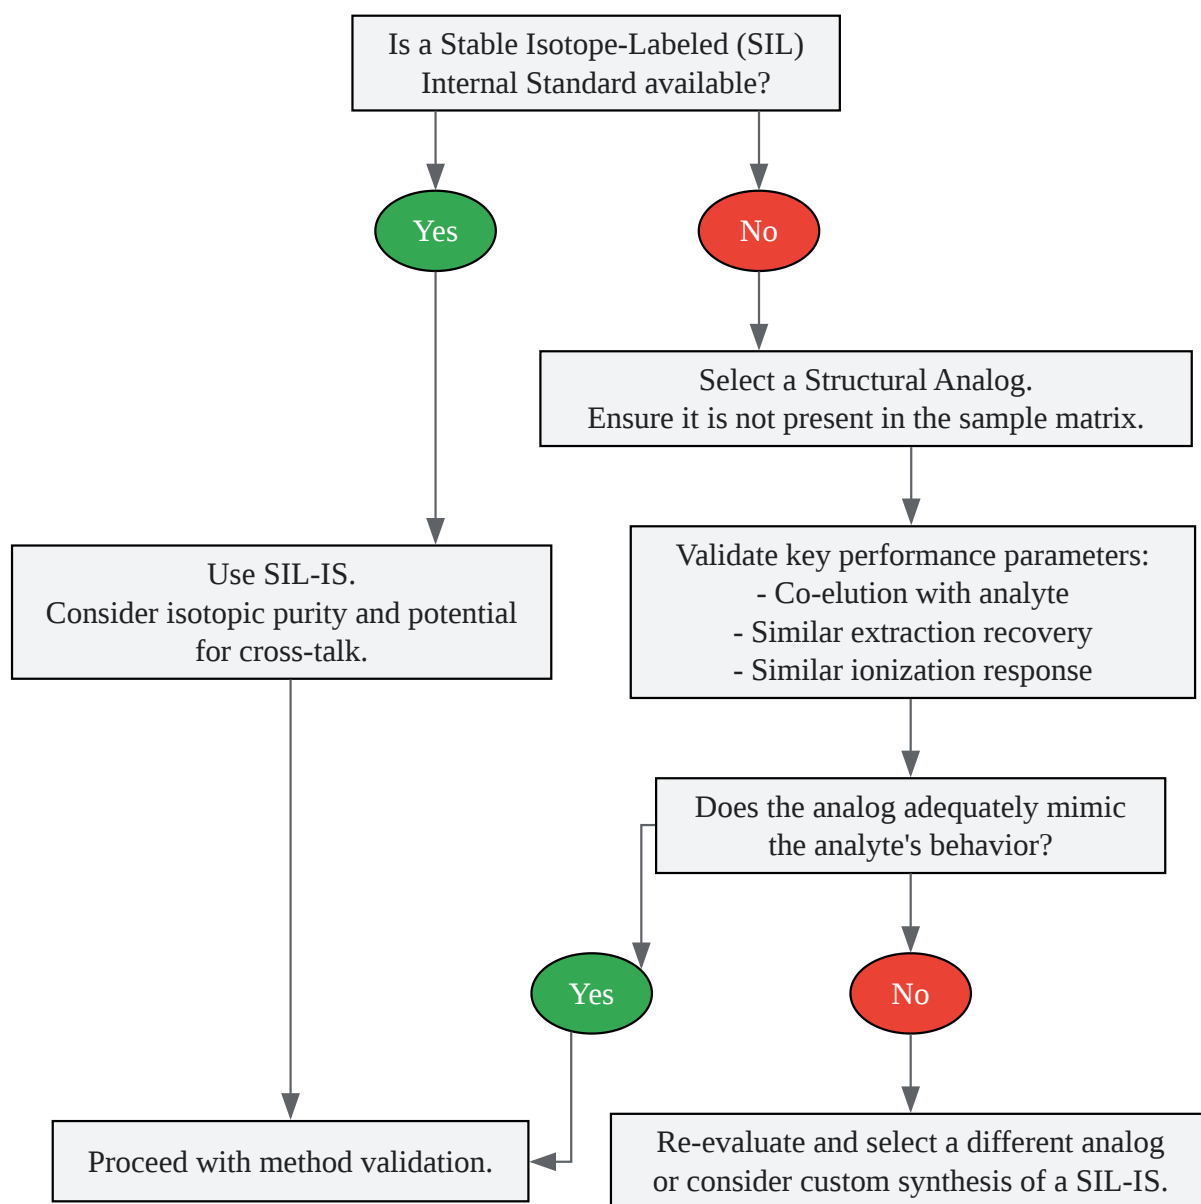 Is a Stable Isotope-Labeled (SIL)
Internal Standard available?
Yes
No
Select a Structural Analog.
Ensure it is not present in the sample matrix.
Use SIL-IS.
Consider isotopic purity and potential
for cross-talk.
Validate key performance parameters:
- Co-elution with analyte
- Similar extraction recovery
- Similar ionization response
Does the analog adequately mimic
the analyte's behavior?
Yes
No
Proceed with method validation.
Re-evaluate and select a different analog
or consider custom synthesis of a SIL-IS.